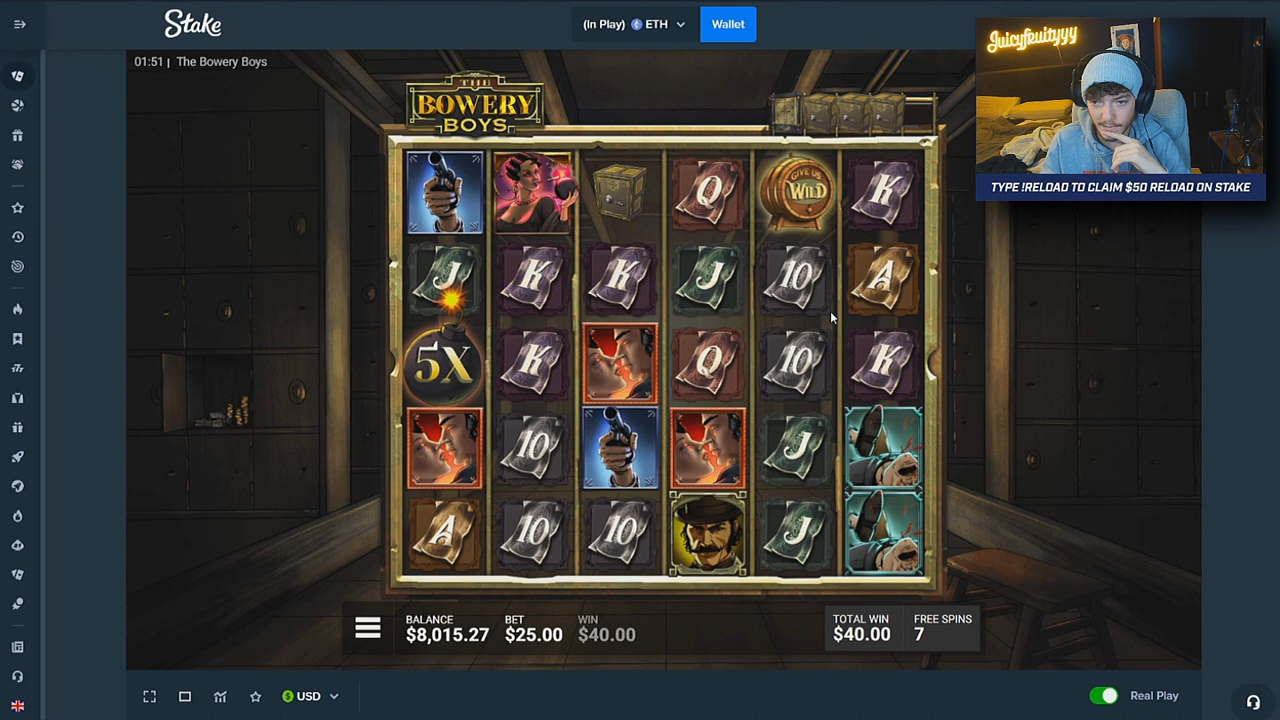 Stake
(In Play) ETH
Wallet
Juicyfruityyy
01:51 | The Bowery Boys
THE
BOWERY
BOYS
TYPE !RELOAD TO CLAIM $50 RELOAD ON STAKE
Q
GIVE US
WILD
K
J
K
K
J
10
A
5X
K
Q
10
K
10
J
A
10
10
J
BALANCE
$8,015.27
BET
$25.00
WIN
$40.00
TOTAL WIN
$40.00
FREE SPINS
7
USD
Real Play